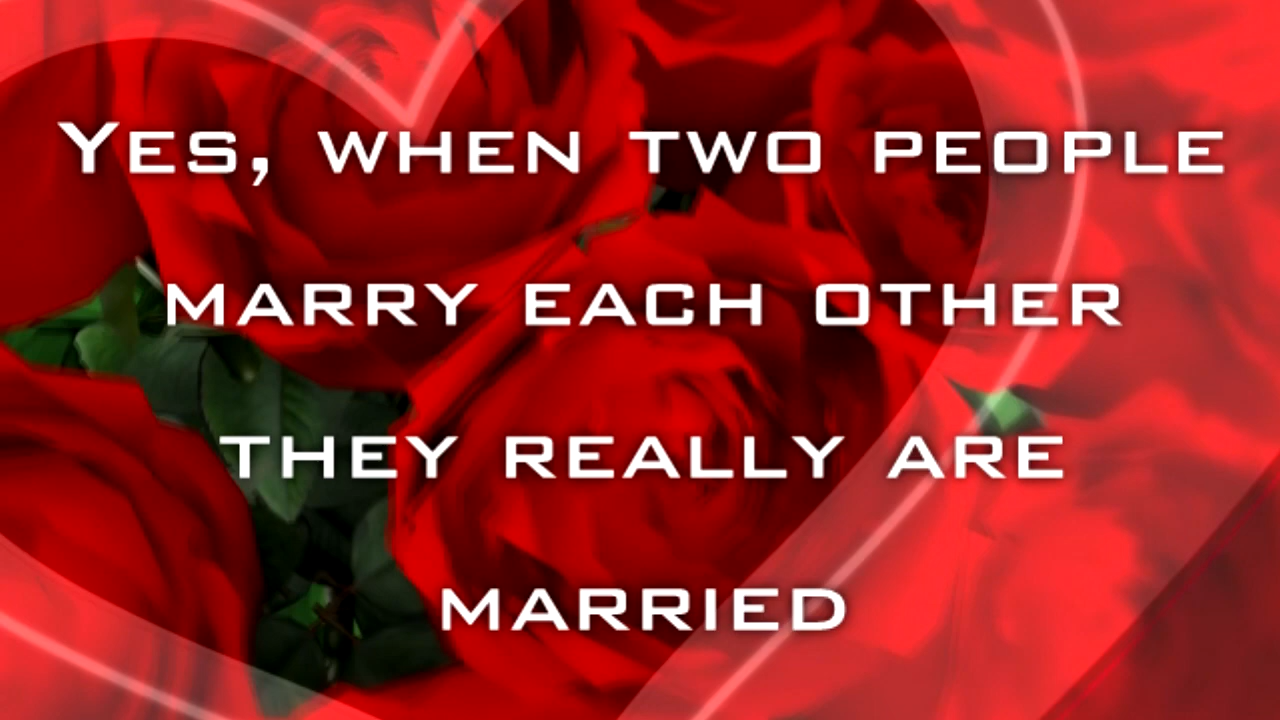 Yes, when two people
marry each other
they really are
married